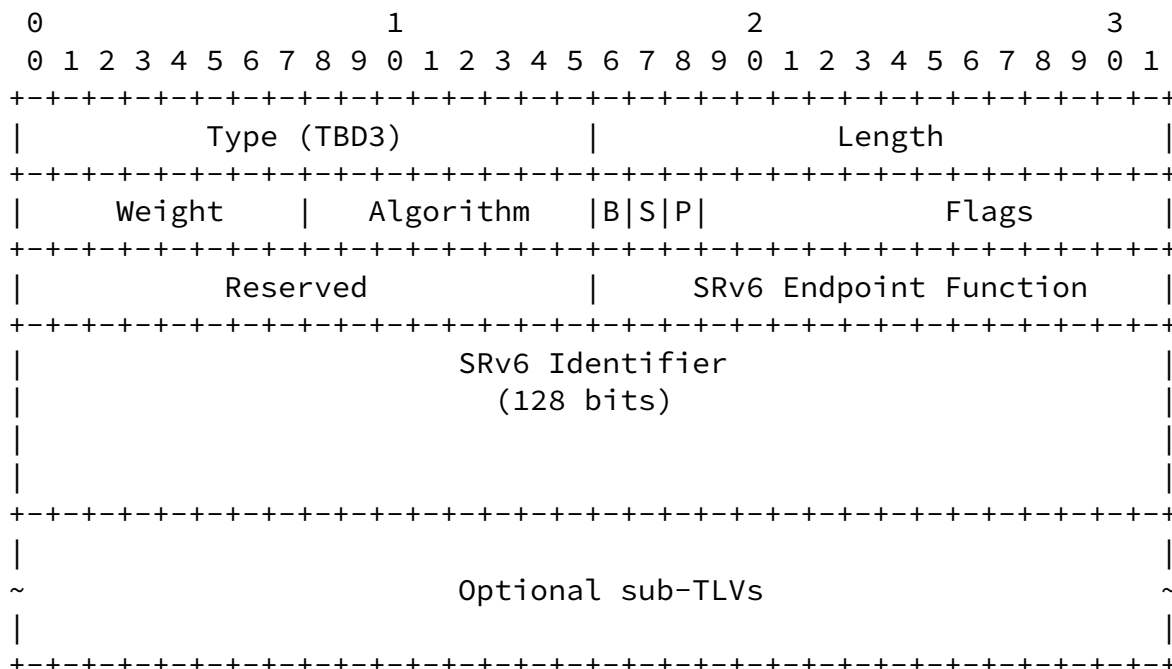 0                   1                   2                   3
 0 1 2 3 4 5 6 7 8 9 0 1 2 3 4 5 6 7 8 9 0 1 2 3 4 5 6 7 8 9 0 1
+-+-+-+-+-+-+-+-+-+-+-+-+-+-+-+-+-+-+-+-+-+-+-+-+-+-+-+-+-+-+-+-+
|          Type (TBD3)          |             Length            |
+-+-+-+-+-+-+-+-+-+-+-+-+-+-+-+-+-+-+-+-+-+-+-+-+-+-+-+-+-+-+-+-+
|     Weight    |   Algorithm   |B|S|P|             Flags       |
+-+-+-+-+-+-+-+-+-+-+-+-+-+-+-+-+-+-+-+-+-+-+-+-+-+-+-+-+-+-+-+-+
|           Reserved            |     SRv6 Endpoint Function    |
+-+-+-+-+-+-+-+-+-+-+-+-+-+-+-+-+-+-+-+-+-+-+-+-+-+-+-+-+-+-+-+-+
|                        SRv6 Identifier                        |
|                          (128 bits)                           |
|                                                               |
|                                                               |
+-+-+-+-+-+-+-+-+-+-+-+-+-+-+-+-+-+-+-+-+-+-+-+-+-+-+-+-+-+-+-+-+
|                                                               |
~                        Optional sub-TLVs                      ~
|                                                               |
+-+-+-+-+-+-+-+-+-+-+-+-+-+-+-+-+-+-+-+-+-+-+-+-+-+-+-+-+-+-+-+-+